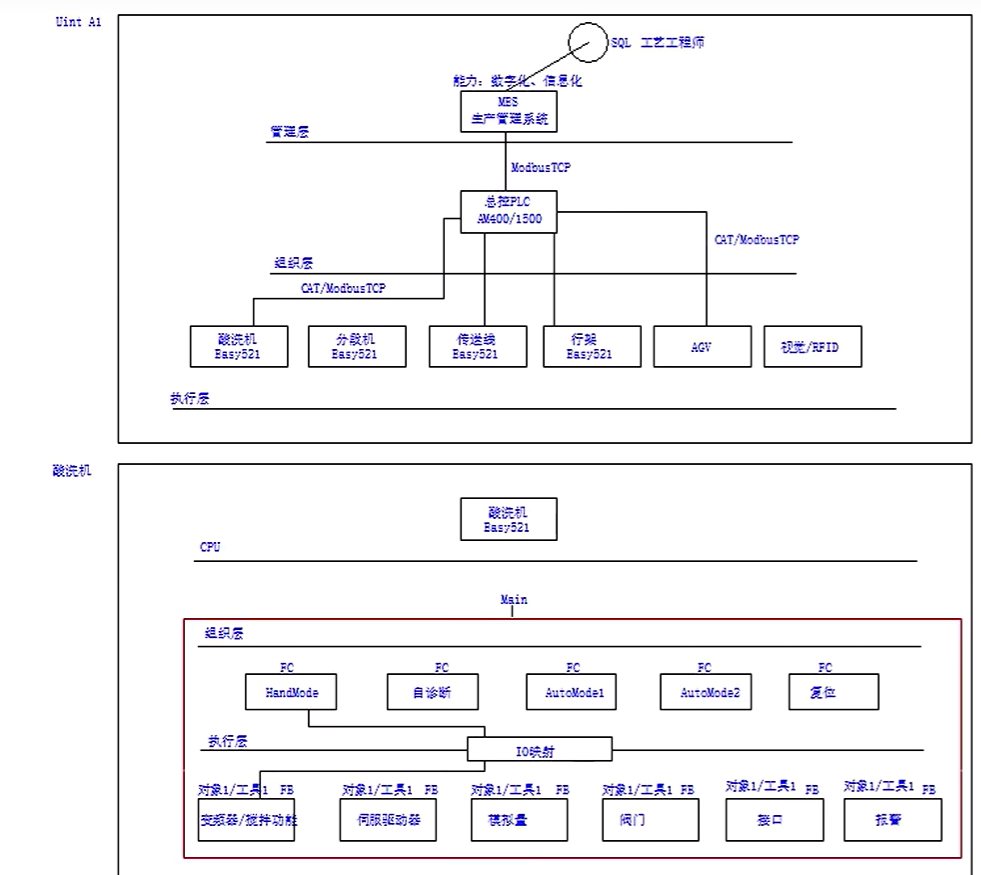 Uint A1
SQL 工艺工程师
能力：数字化、信息化
MES
生产管理系统
管理层
ModbusTCP
总控PLC
AM400/1500
CAT/ModbusTCP
组织层
CAT/ModbusTCP
酸洗机
Easy521
分段机
Easy521
传送线
Easy521
行架
Easy521
AGV
视觉/RFID
执行层
酸洗机
酸洗机
Easy521
CPU
Main
组织层
FC
FC
FC
FC
FC
HandMode
自诊断
AutoMode1
AutoMode2
复位
执行层
IO映射
对象1/工具1 FB
对象1/工具1 FB
对象1/工具1 FB
对象1/工具1 FB
对象1/工具1 FB
对象1/工具1 FB
变频器/搅拌功能
伺服驱动器
模拟量
阀门
接口
报警